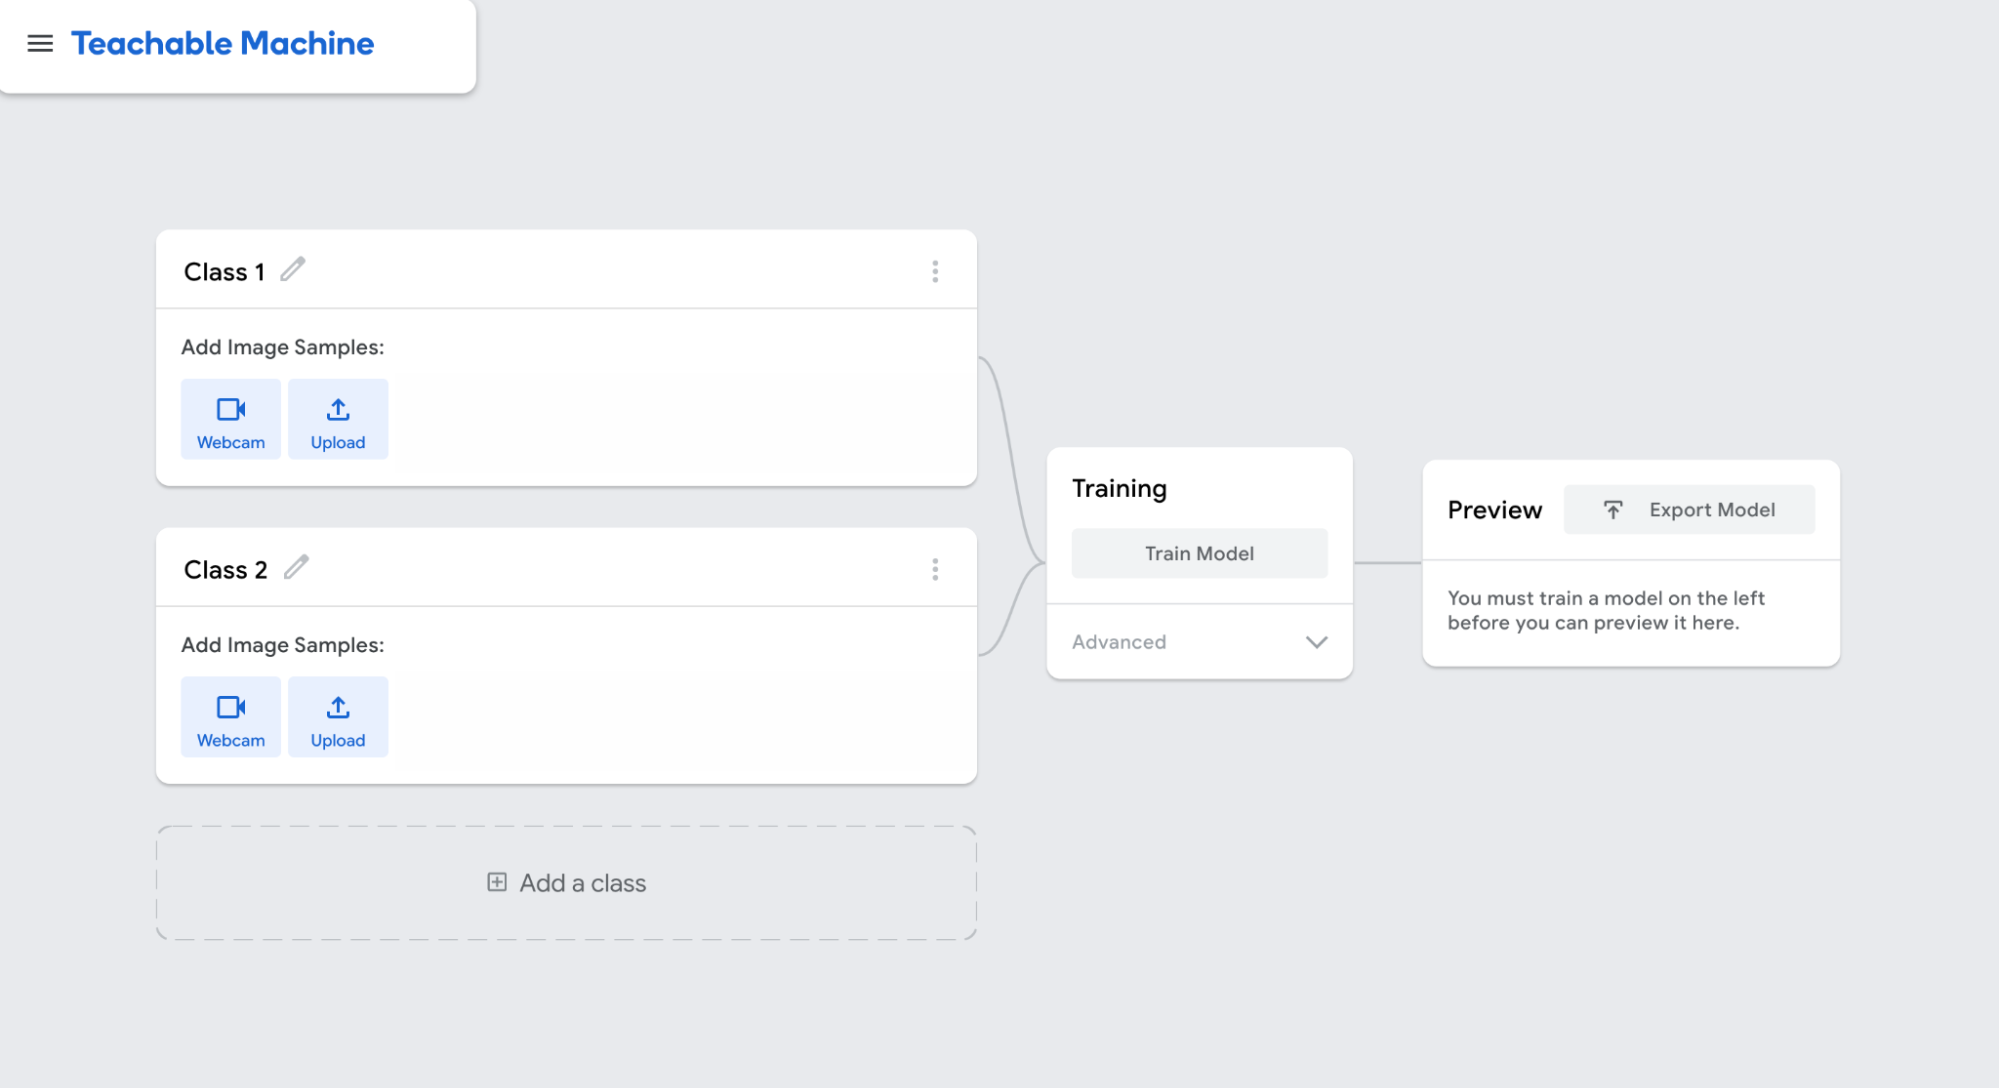 Teachable Machine
Class 1
Add Image Samples:
Webcam
Upload
Class 2
Add Image Samples:
Webcam
Upload
Add a class
Training
Train Model
Advanced
Preview
Export Model
You must train a model on the left
before you can preview it here.